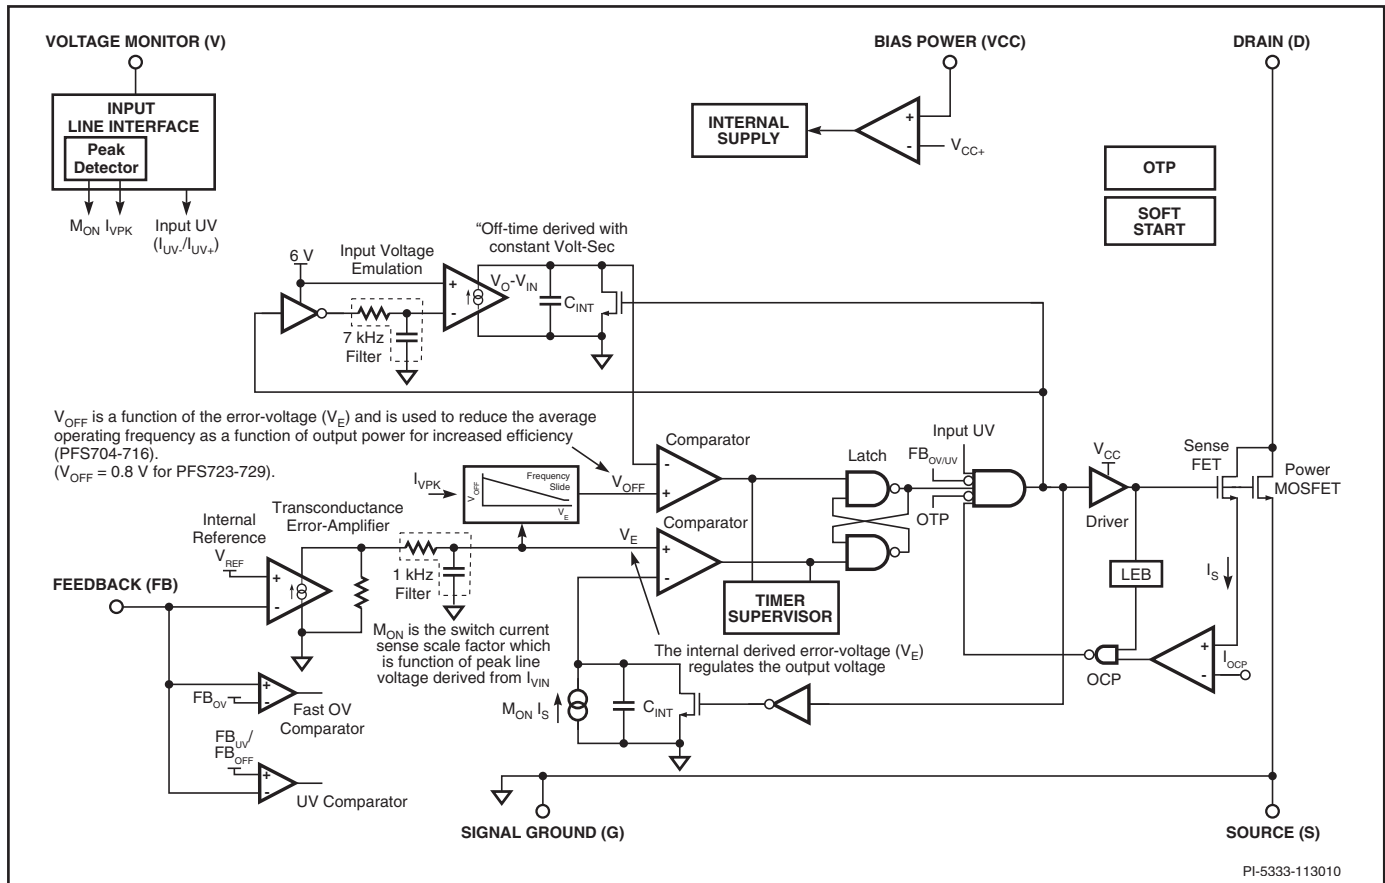 VOLTAGE MONITOR (V)
BIAS POWER (VCC)
DRAIN (D)
INPUT
LINE INTERFACE
Peak
Detector
MON IVPK
Input UV
(IUV-/IUV+)
INTERNAL
SUPPLY
+
-
VCC+
OTP
SOFT
START
"Off-time derived with
constant Volt-Sec
6 V
Input Voltage
Emulation
+
-
VO-VIN
CINT
7 kHz
Filter
VOFF is a function of the error-voltage (VE) and is used to reduce the average
operating frequency as a function of output power for increased efficiency
(PFS704-716).
(VOFF = 0.8 V for PFS723-729).
IVPK
VOFF
Frequency
Slide
VE
VOFF
Comparator
-
+
Latch
Input UV
FBOV/UV
OTP
VCC
Driver
Sense
FET
Power
MOSFET
Internal
Reference
VREF
Transconductance
Error-Amplifier
+
-
1 kHz
Filter
VE
Comparator
+
-
TIMER
SUPERVISOR
LEB
IS
FEEDBACK (FB)
MON is the switch current
sense scale factor which
is function of peak line
voltage derived from IVIN
The internal derived error-voltage (VE)
regulates the output voltage
OCP
+
-
IOCP
FBOV
+
-
Fast OV
Comparator
MON IS
CINT
FBUV/
FBOFF
+
-
UV Comparator
SIGNAL GROUND (G)
SOURCE (S)
PI-5333-113010